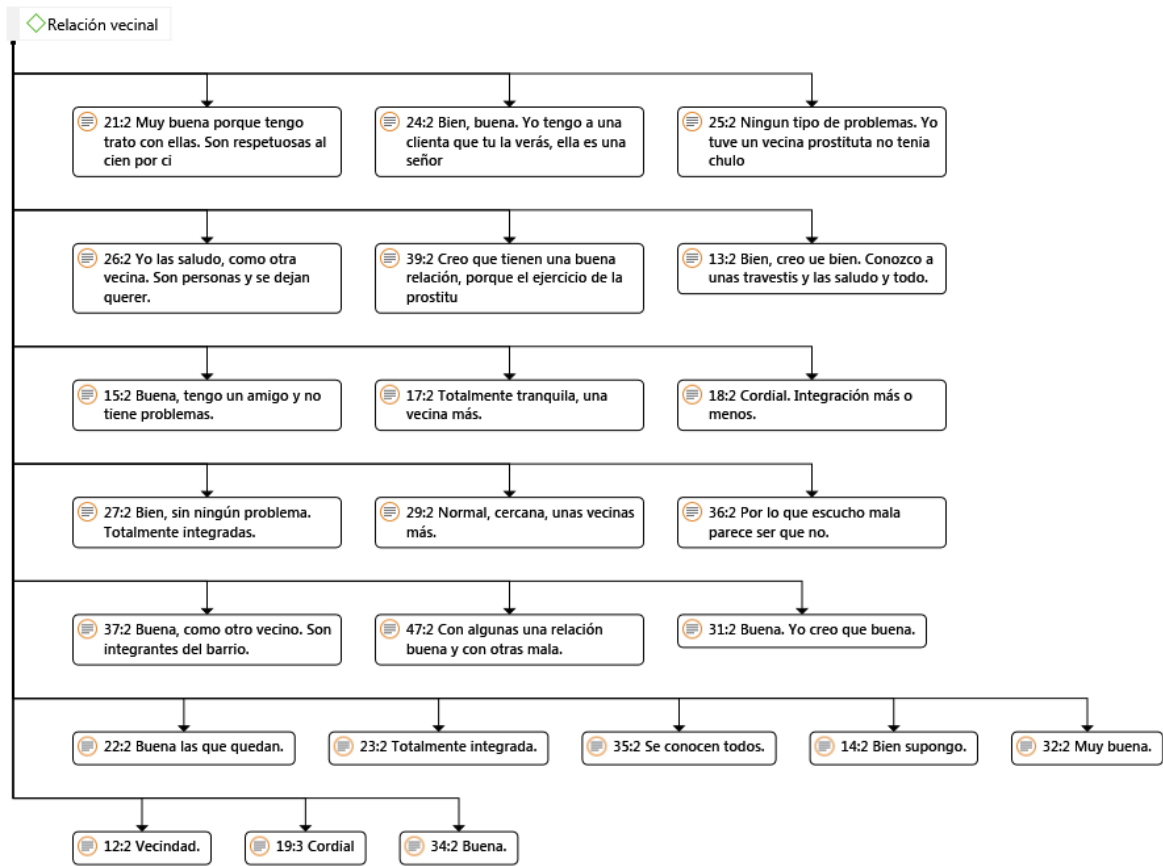 Relación vecinal
21:2 Muy buena porque tengo
trato con ellas. Son respetuosas al
cien por ci
24:2 Bien, buena. Yo tengo a una
clienta que tu la verás, ella es una
señor
25:2 Ningun tipo de problemas. Yo
tuve un vecina prostituta no tenia
chulo
26:2 Yo las saludo, como otra
vecina. Son personas y se dejan
querer.
39:2 Creo que tienen una buena
relación, porque el ejercicio de la
prostitu
13:2 Bien, creo ue bien. Conozco a
unas travestis y las saludo y todo.
15:2 Buena, tengo un amigo y no
tiene problemas.
17:2 Totalmente tranquila, una
vecina más.
18:2 Cordial. Integración más o
menos.
27:2 Bien, sin ningún problema.
Totalmente integradas.
29:2 Normal, cercana, unas vecinas
más.
36:2 Por lo que escucho mala
parece ser que no.
37:2 Buena, como otro vecino. Son
integrantes del barrio.
47:2 Con algunas una relación
buena y con otras mala.
31:2 Buena. Yo creo que buena.
22:2 Buena las que quedan.
23:2 Totalmente integrada.
35:2 Se conocen todos.
14:2 Bien supongo.
32:2 Muy buena.
12:2 Vecindad.
19:3 Cordial
34:2 Buena.